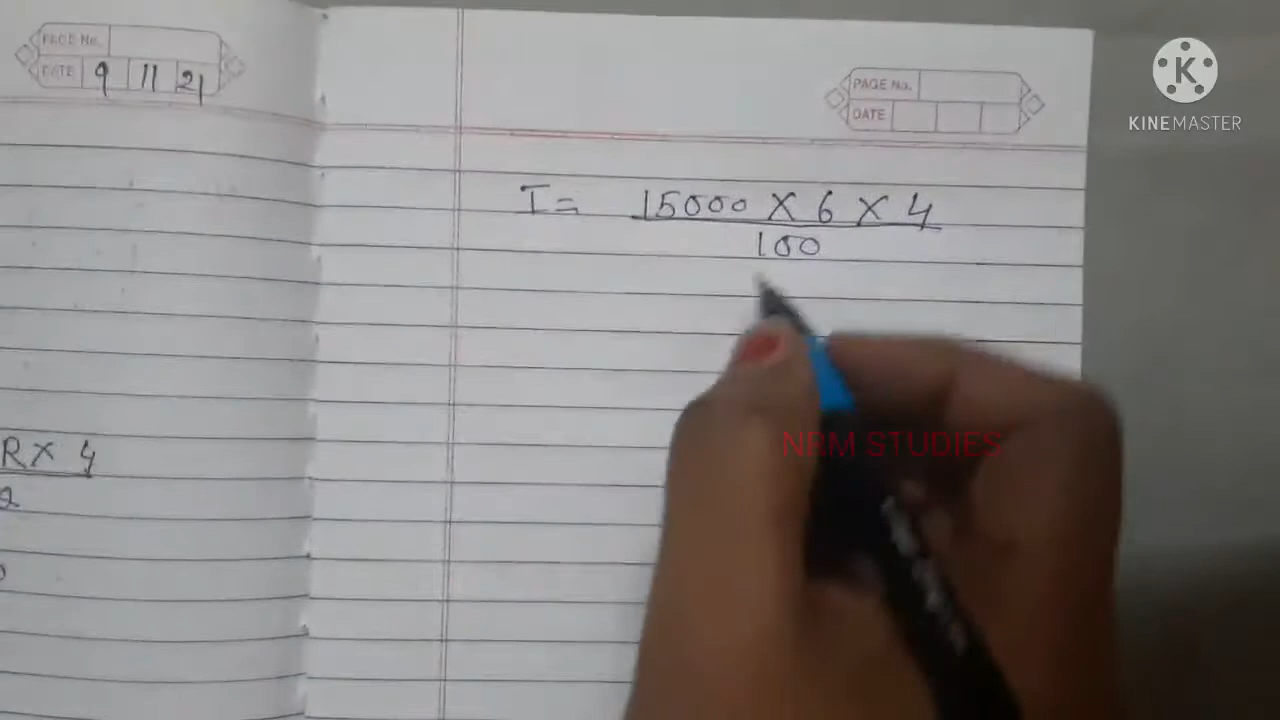 PAGE No.
DATE 9 11 21
R X 4
PAGE No.
DATE
I = 15000 X 6 X 4
100
K
KINEMASTER
NRM STUDIES